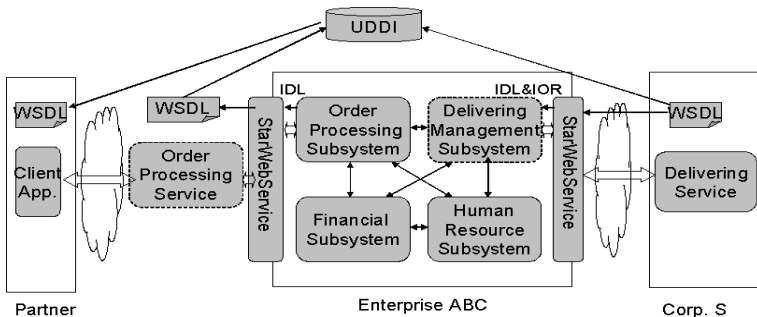 UDDI
IDL
IDL&IOR
WSDL
WSDL
WSDL
Order
Processing
Subsystem
Delivering
Management
Subsystem
StarWebService
StarWebService
Client
App.
Order
Processing
Service
Delivering
Service
Financial
Subsystem
Human
Resource
Subsystem
Partner
Enterprise ABC
Corp. S